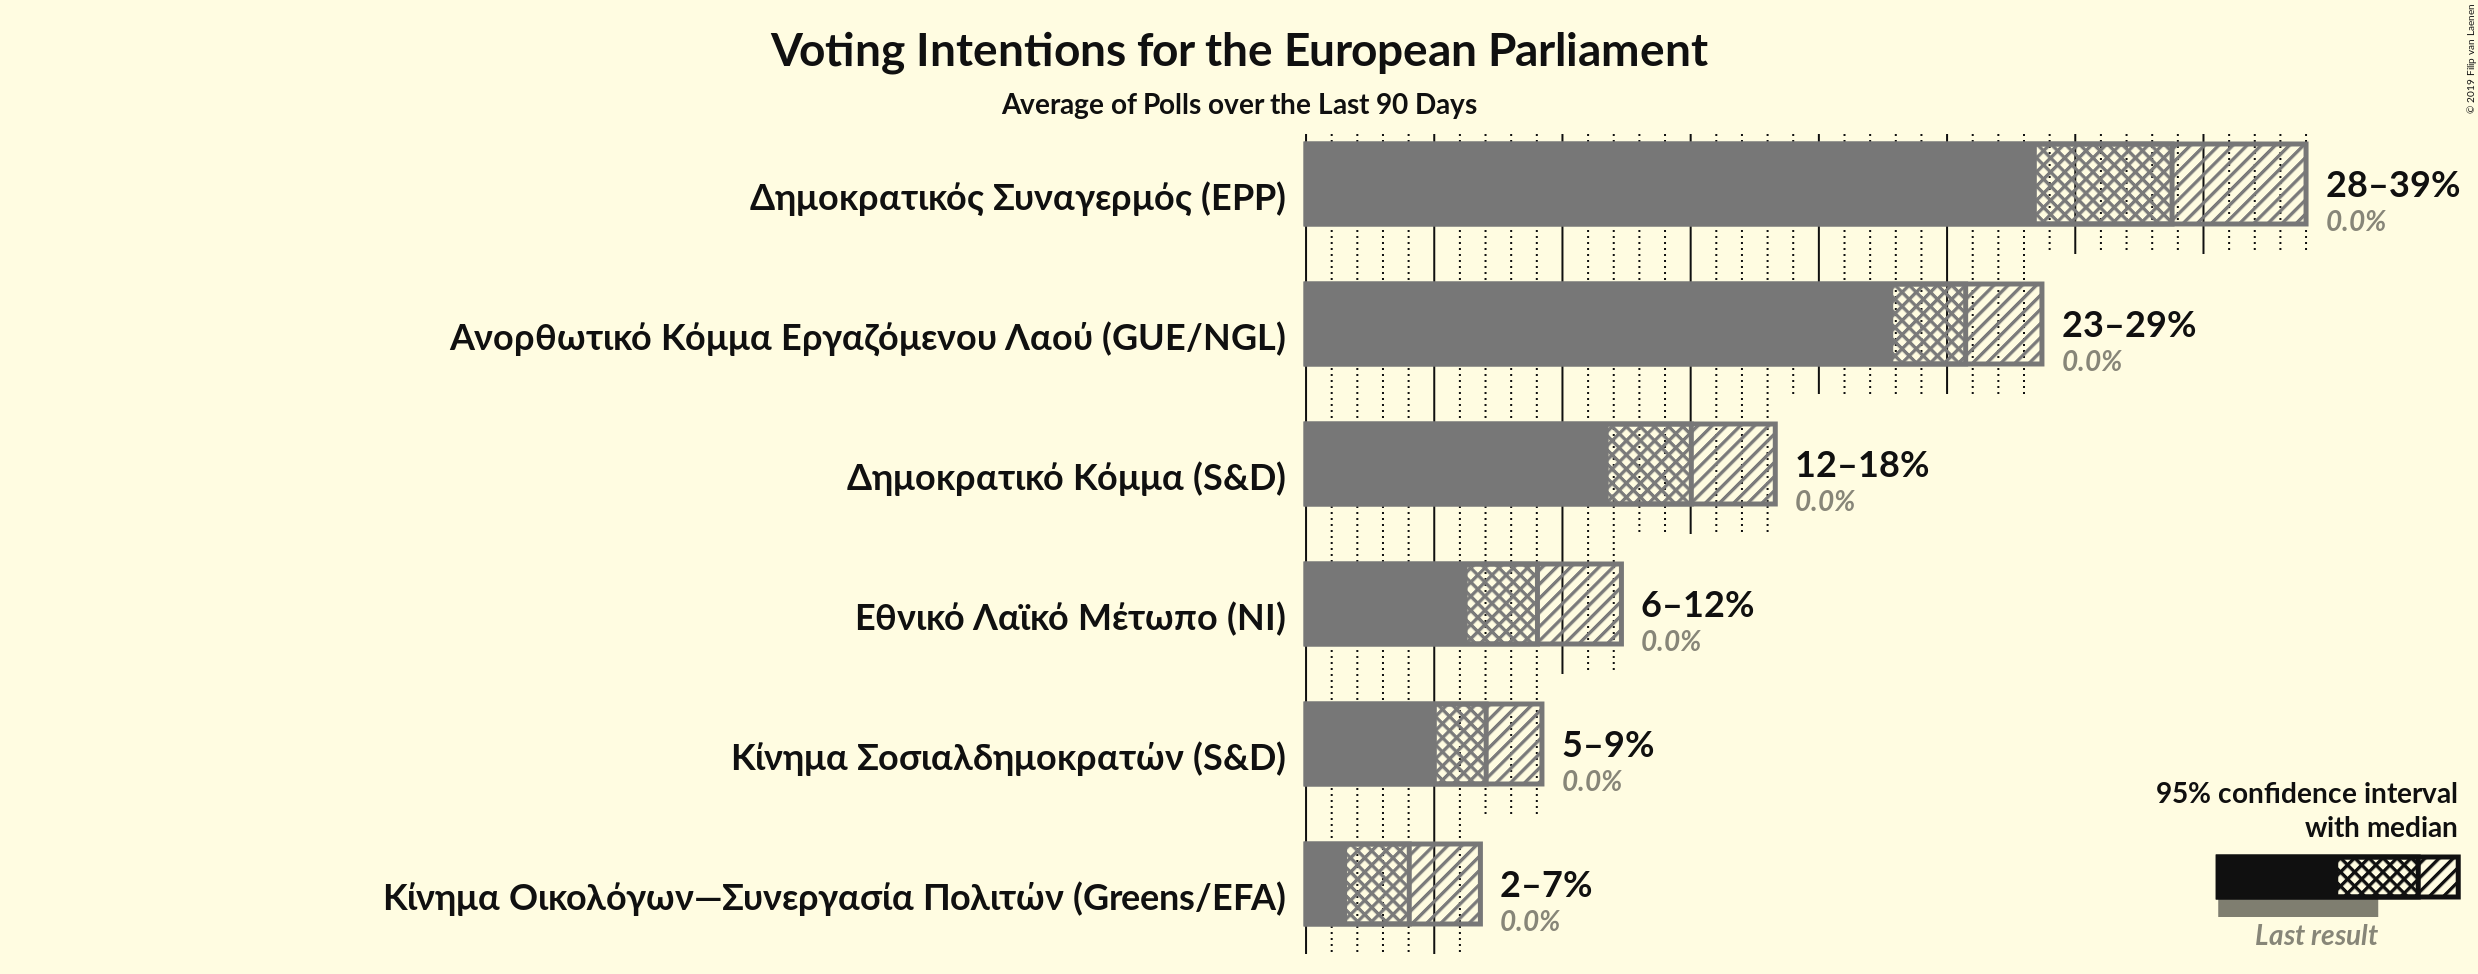 Voting Intentions for the European Parliament
Average of Polls over the Last 90 Days
© 2019 Filip van Laenen
Δημοκρατικός Συναγερμός (EPP)
28–39%
0.0%
Ανορθωτικό Κόμμα Εργαζόμενου Λαού (GUE/NGL)
23–29%
0.0%
Δημοκρατικό Κόμμα (S&D)
12–18%
0.0%
Εθνικό Λαϊκό Μέτωπο (NI)
6–12%
0.0%
Κίνημα Σοσιαλδημοκρατών (S&D)
5–9%
0.0%
Κίνημα Οικολόγων—Συνεργασία Πολιτών (Greens/EFA)
2–7%
0.0%
95% confidence interval
with median
Last result